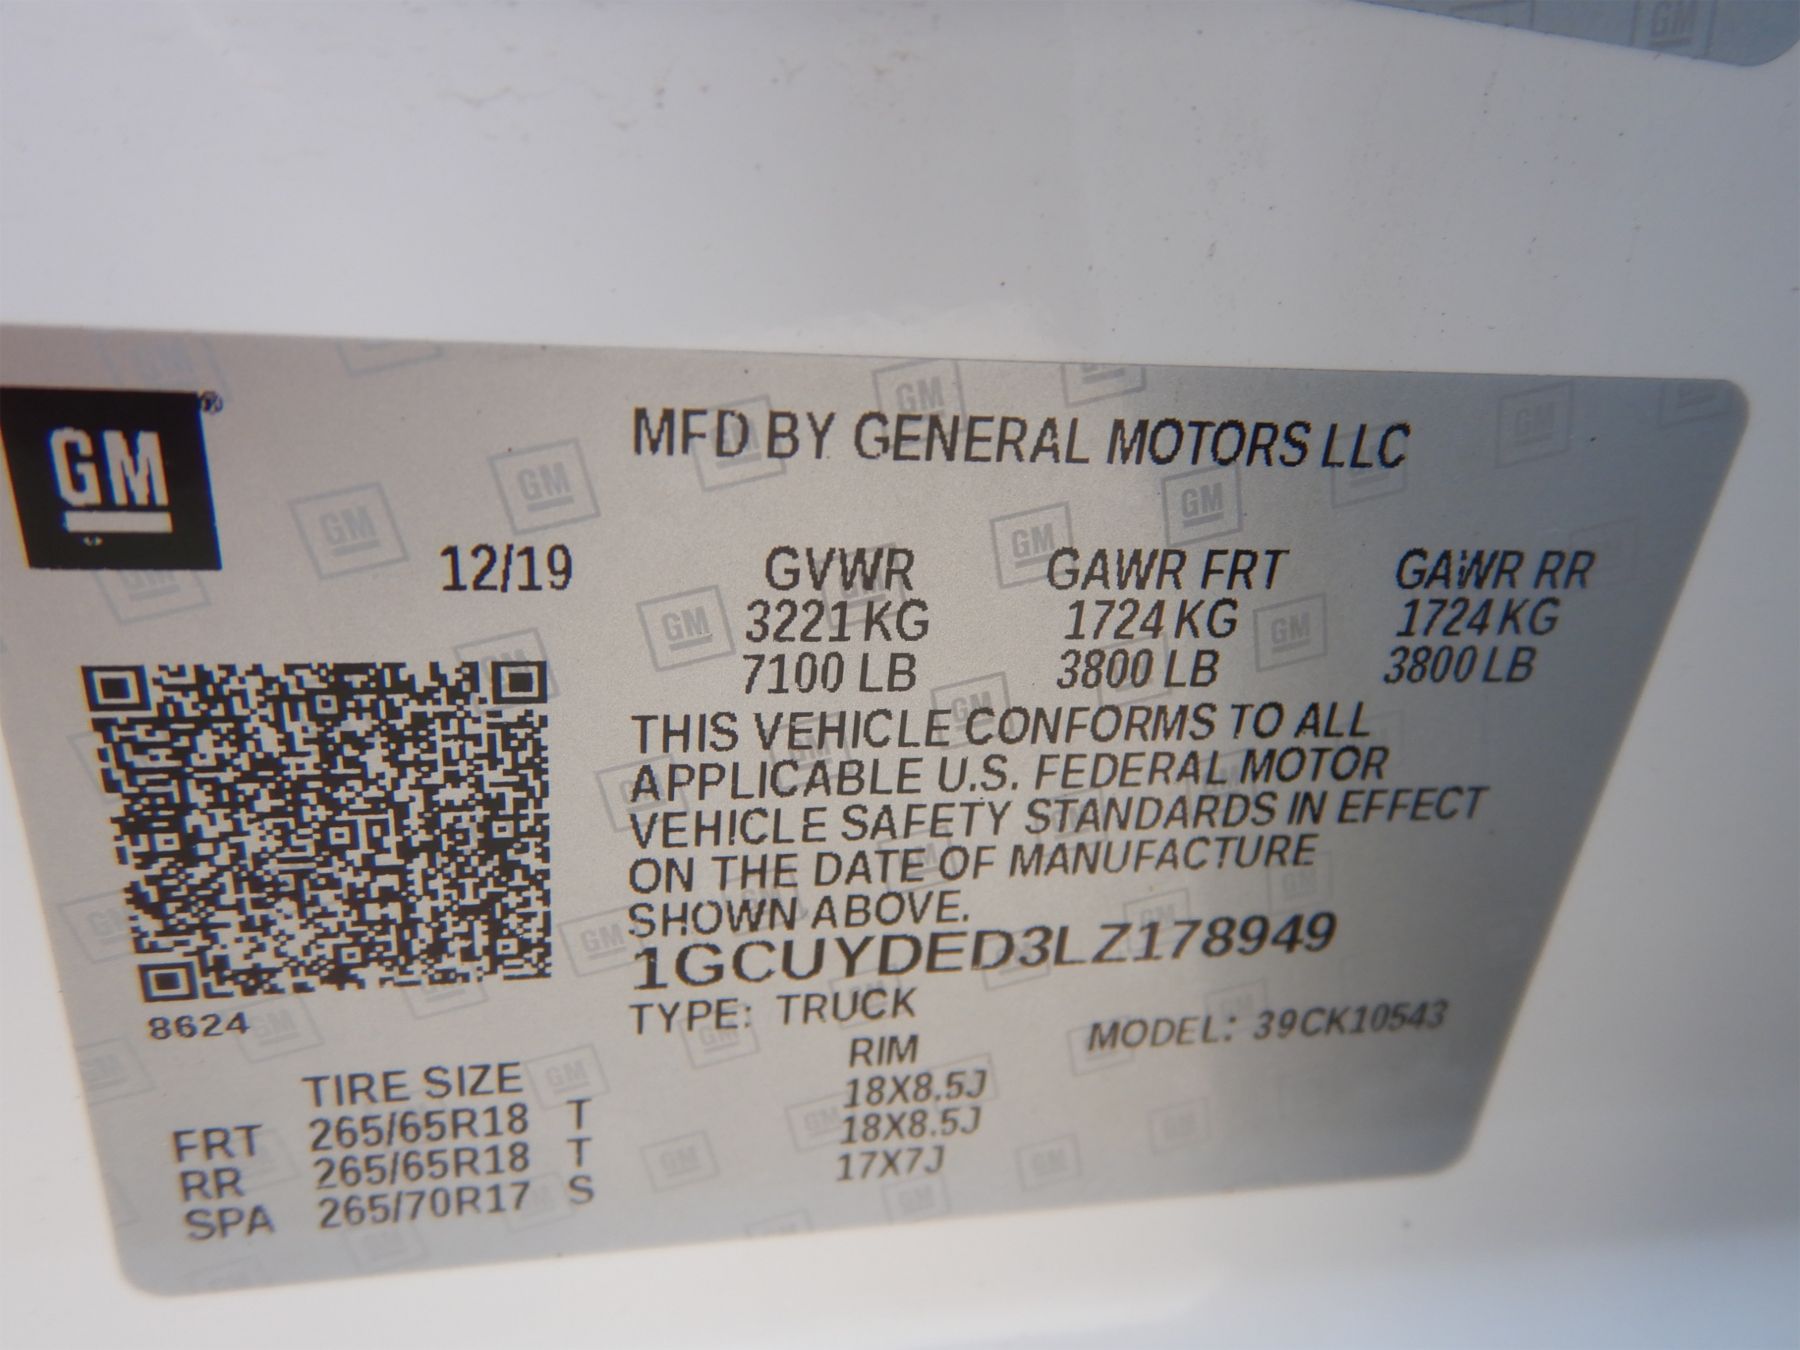 GM®
MFD BY GENERAL MOTORS LLC
12/19 GVWR GAWR FRT GAWR RR
3221 KG 1724 KG 1724 KG
7100 LB 3800 LB 3800 LB
THIS VEHICLE CONFORMS TO ALL
APPLICABLE U.S. FEDERAL MOTOR
VEHICLE SAFETY STANDARDS IN EFFECT
ON THE DATE OF MANUFACTURE
SHOWN ABOVE.
1GCUYDED3LZ178949
8624
TYPE: TRUCK MODEL: 39CK10543
TIRE SIZE RIM
FRT 265/65R18 T 18X8.5J
RR 265/65R18 T 18X8.5J
SPA 265/70R17 S 17X7J